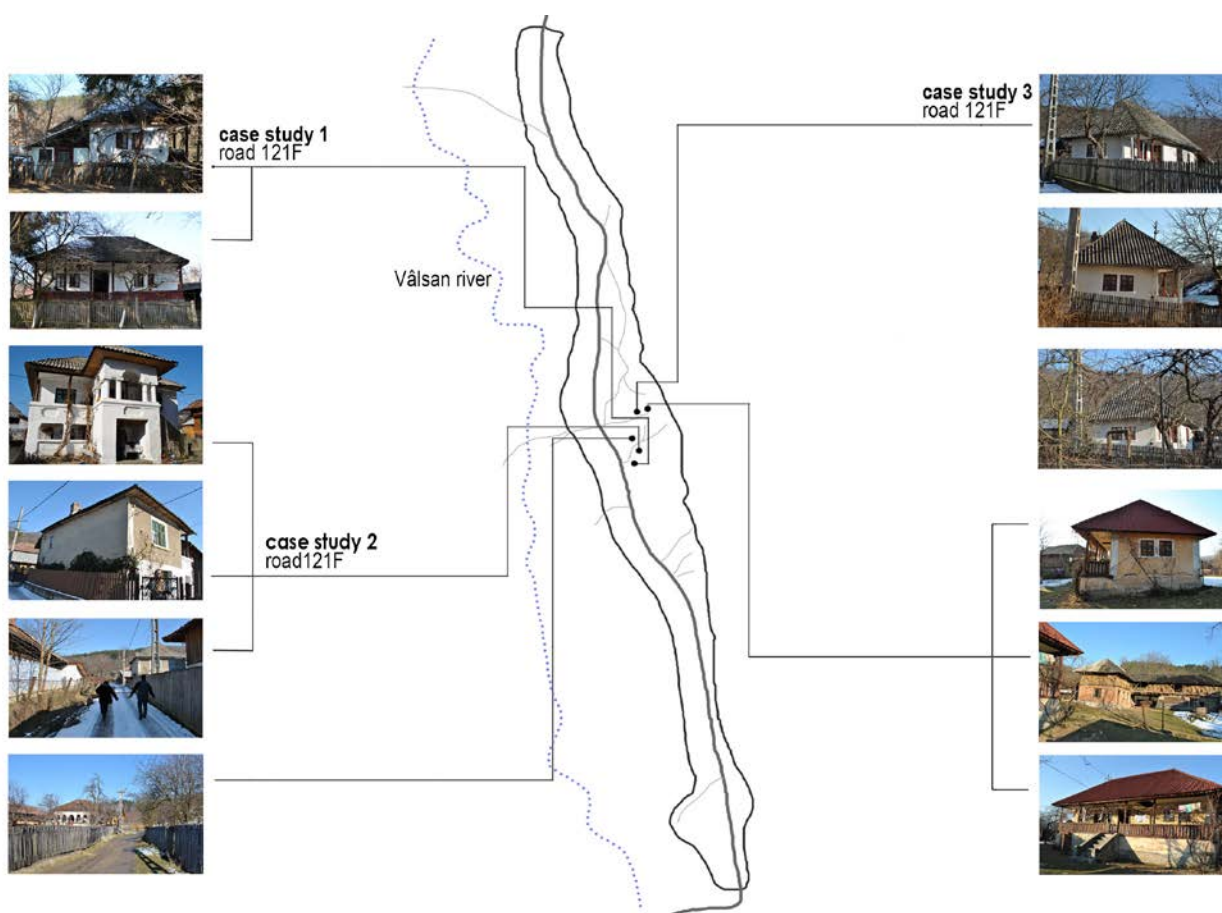 case study 1
road 121F
case study 3
road 121F
Vâlsan river
case study 2
road121F